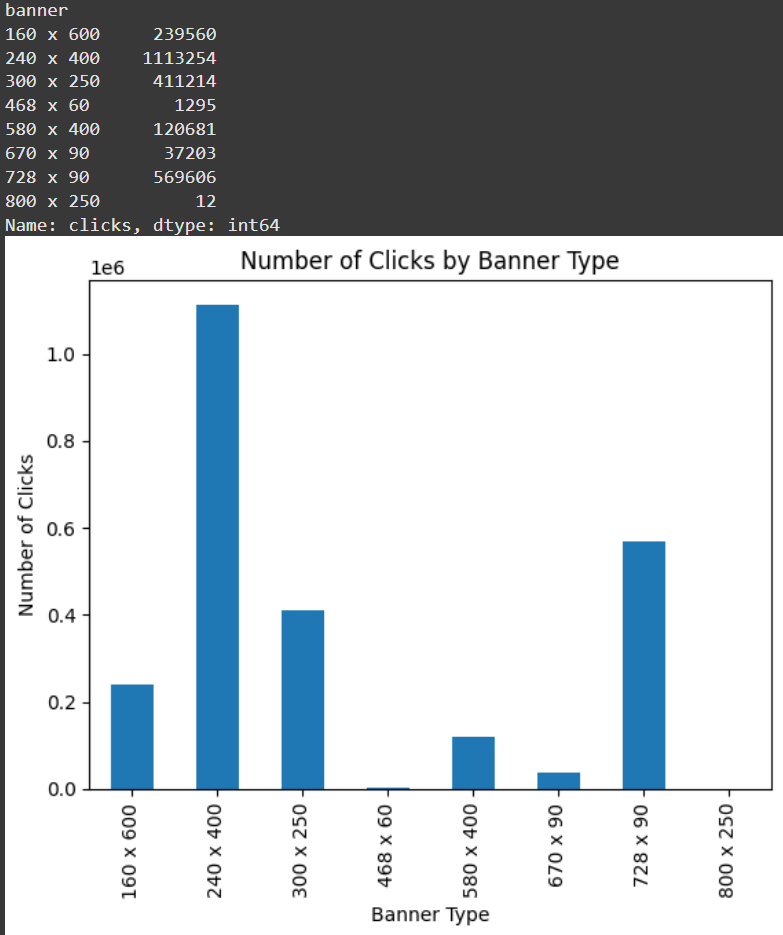 banner
160 x 600     239560
240 x 400    1113254
300 x 250     411214
468 x 60        1295
580 x 400     120681
670 x 90       37203
728 x 90      569606
800 x 250         12
Name: clicks, dtype: int64
Number of Clicks by Banner Type
1e6
1.0
0.8
0.6
0.4
0.2
0.0
Number of Clicks
160 x 600
240 x 400
300 x 250
468 x 60
580 x 400
670 x 90
728 x 90
800 x 250
Banner Type